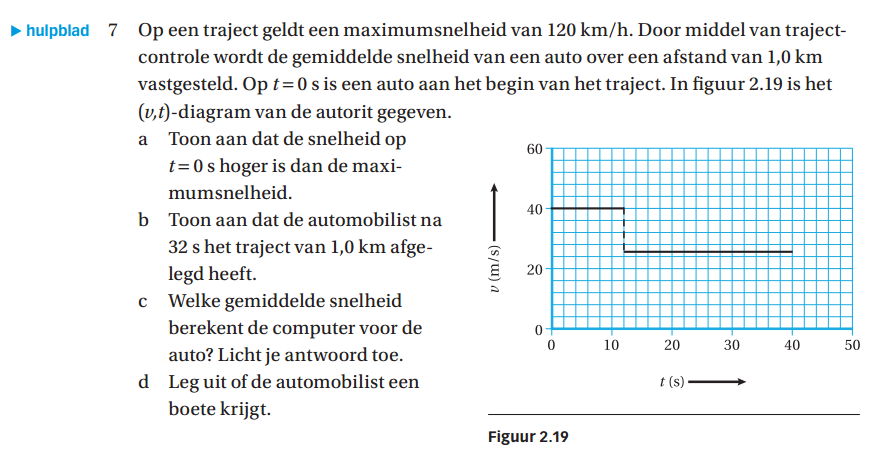 ▶ hulpblad 7 Op een traject geldt een maximumsnelheid van 120 km/h. Door middel van traject-
controle wordt de gemiddelde snelheid van een auto over een afstand van 1,0 km
vastgesteld. Op t = 0 s is een auto aan het begin van het traject. In figuur 2.19 is het
(v,t)-diagram van de autorit gegeven.
a Toon aan dat de snelheid op
t = 0 s hoger is dan de maxi-
mumsnelheid.
b Toon aan dat de automobilist na
32 s het traject van 1,0 km afge-
legd heeft.
c Welke gemiddelde snelheid
berekent de computer voor de
auto? Licht je antwoord toe.
d Leg uit of de automobilist een
boete krijgt.
v (m/s)
60
40
20
0
0 10 20 30 40 50
t (s)
Figuur 2.19